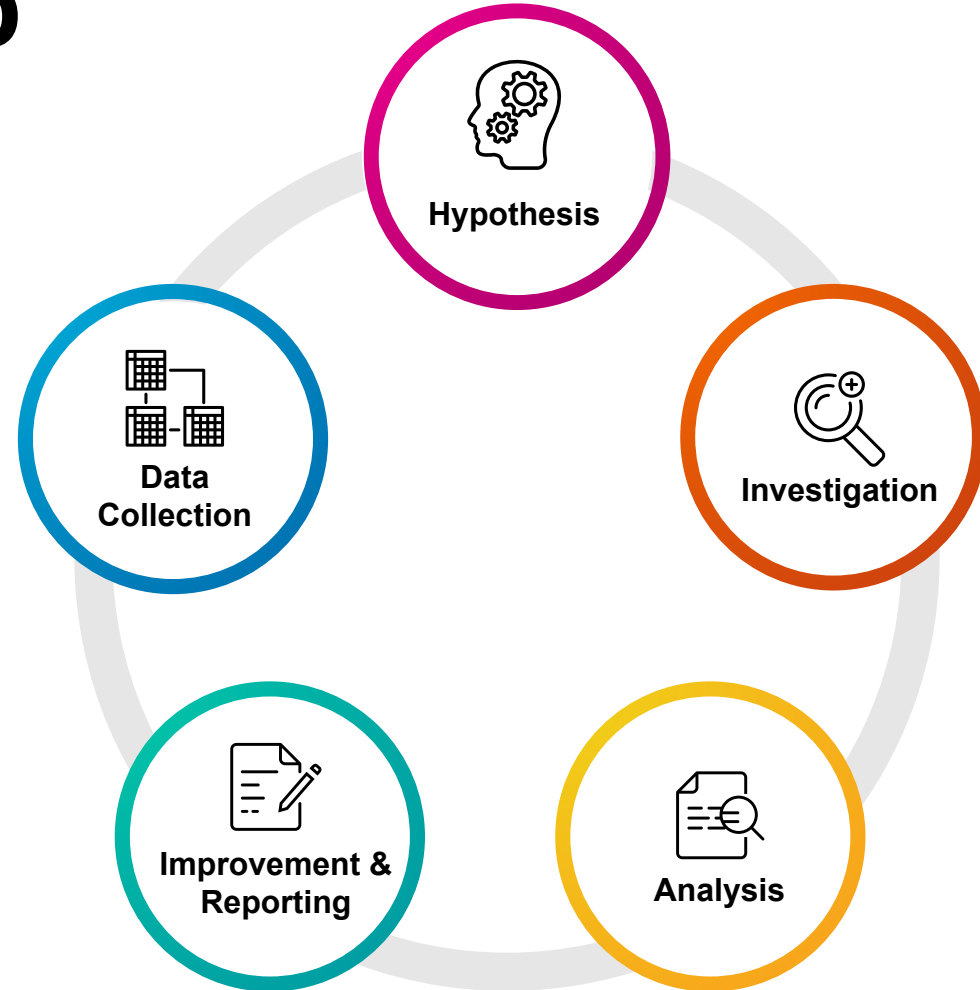 Hypothesis
Investigation
Analysis
Improvement &
Reporting
Data
Collection